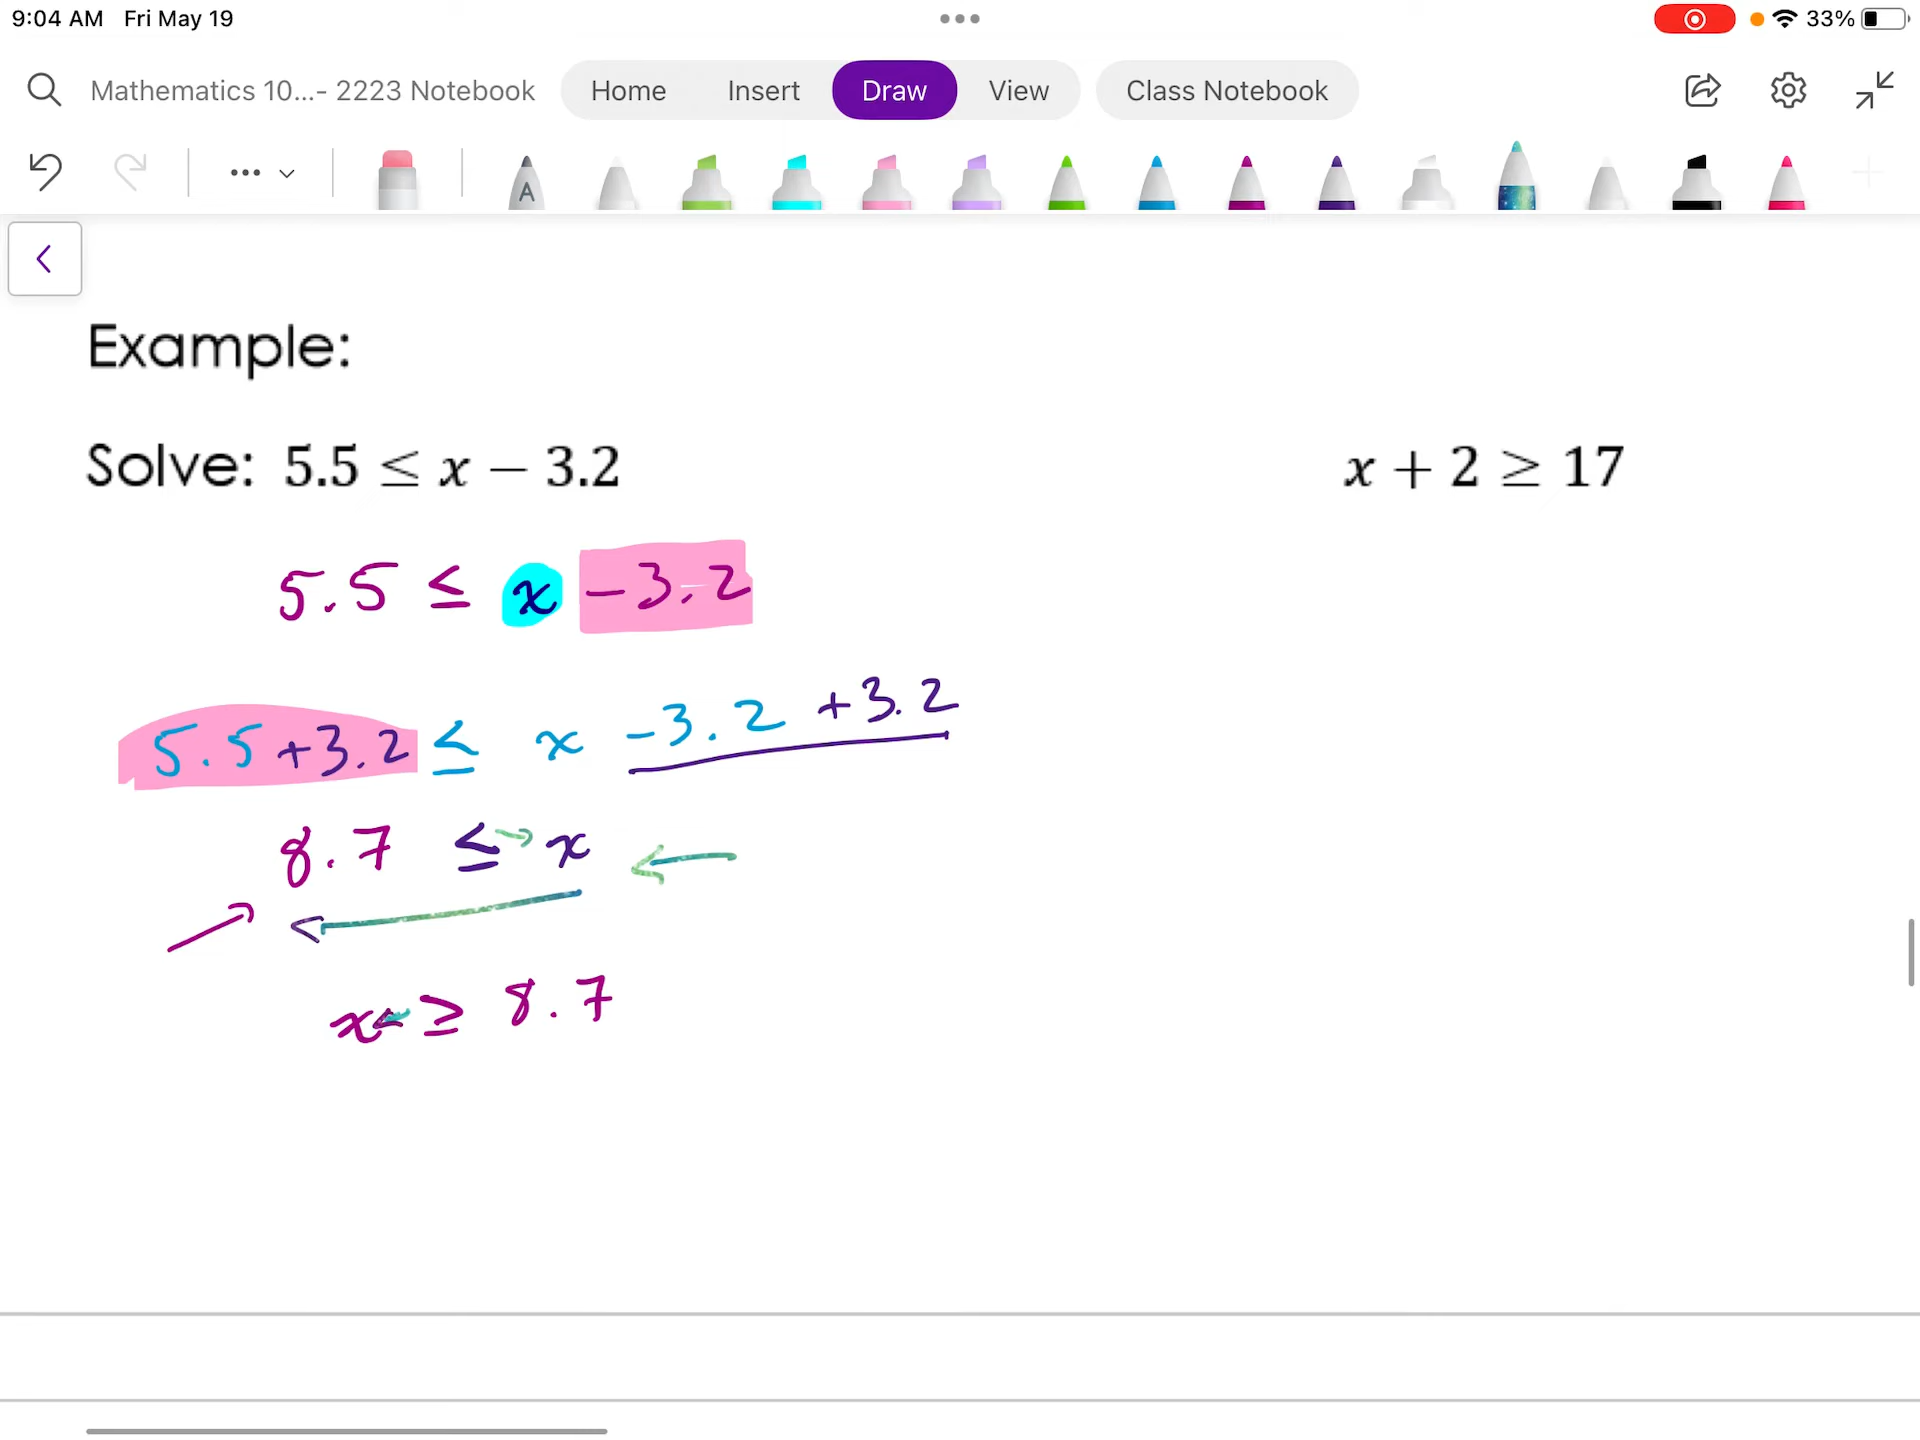 9:04 AM Fri May 19
33%
Mathematics 10...- 2223 Notebook Home Insert Draw View Class Notebook
A
Example:
Solve: 5.5 ≤ x − 3.2
x + 2 ≥ 17
5.5 ≤ x −3.2
5.5 +3.2 ≤ x −3.2 +3.2
8.7 ≤ x
x ≥ 8.7